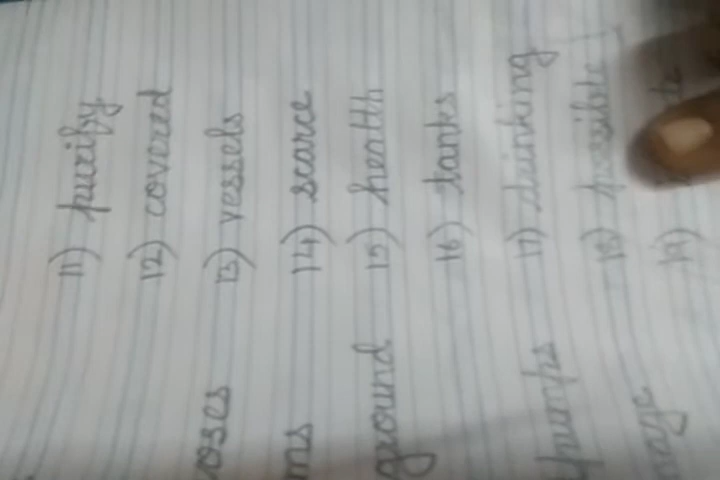 11) purify
12) covered
oses 13) vessels
ms 14) scarce
ground 15) health
16) tanks
pumps 17) drinking
nage 18) possible
19)